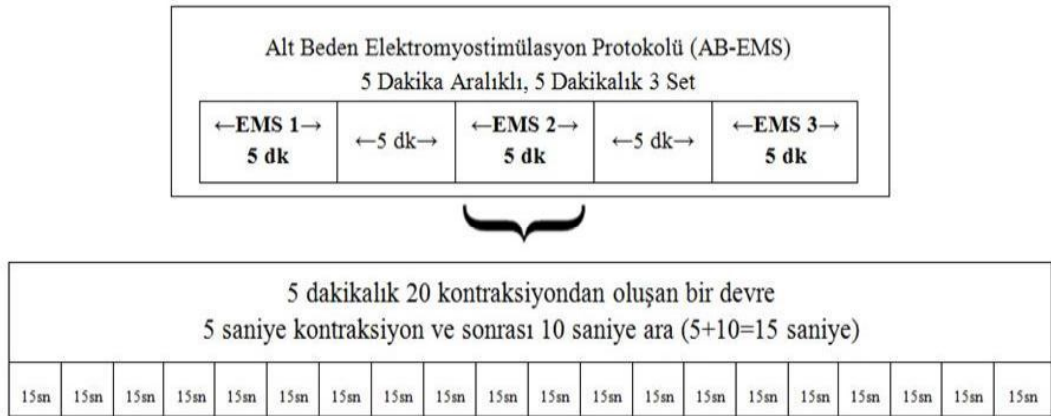 Alt Beden Elektromyostimülasyon Protokolü (AB-EMS)
5 Dakika Aralıklı, 5 Dakikalık 3 Set
←EMS 1→ ←5 dk→ ←EMS 2→ ←5 dk→ ←EMS 3→
5 dk 5 dk 5 dk
5 dakikalık 20 kontraksiyondan oluşan bir devre
5 saniye kontraksiyon ve sonrası 10 saniye ara (5+10=15 saniye)
15sn 15sn 15sn 15sn 15sn 15sn 15sn 15sn 15sn 15sn 15sn 15sn 15sn 15sn 15sn 15sn 15sn 15sn 15sn 15sn